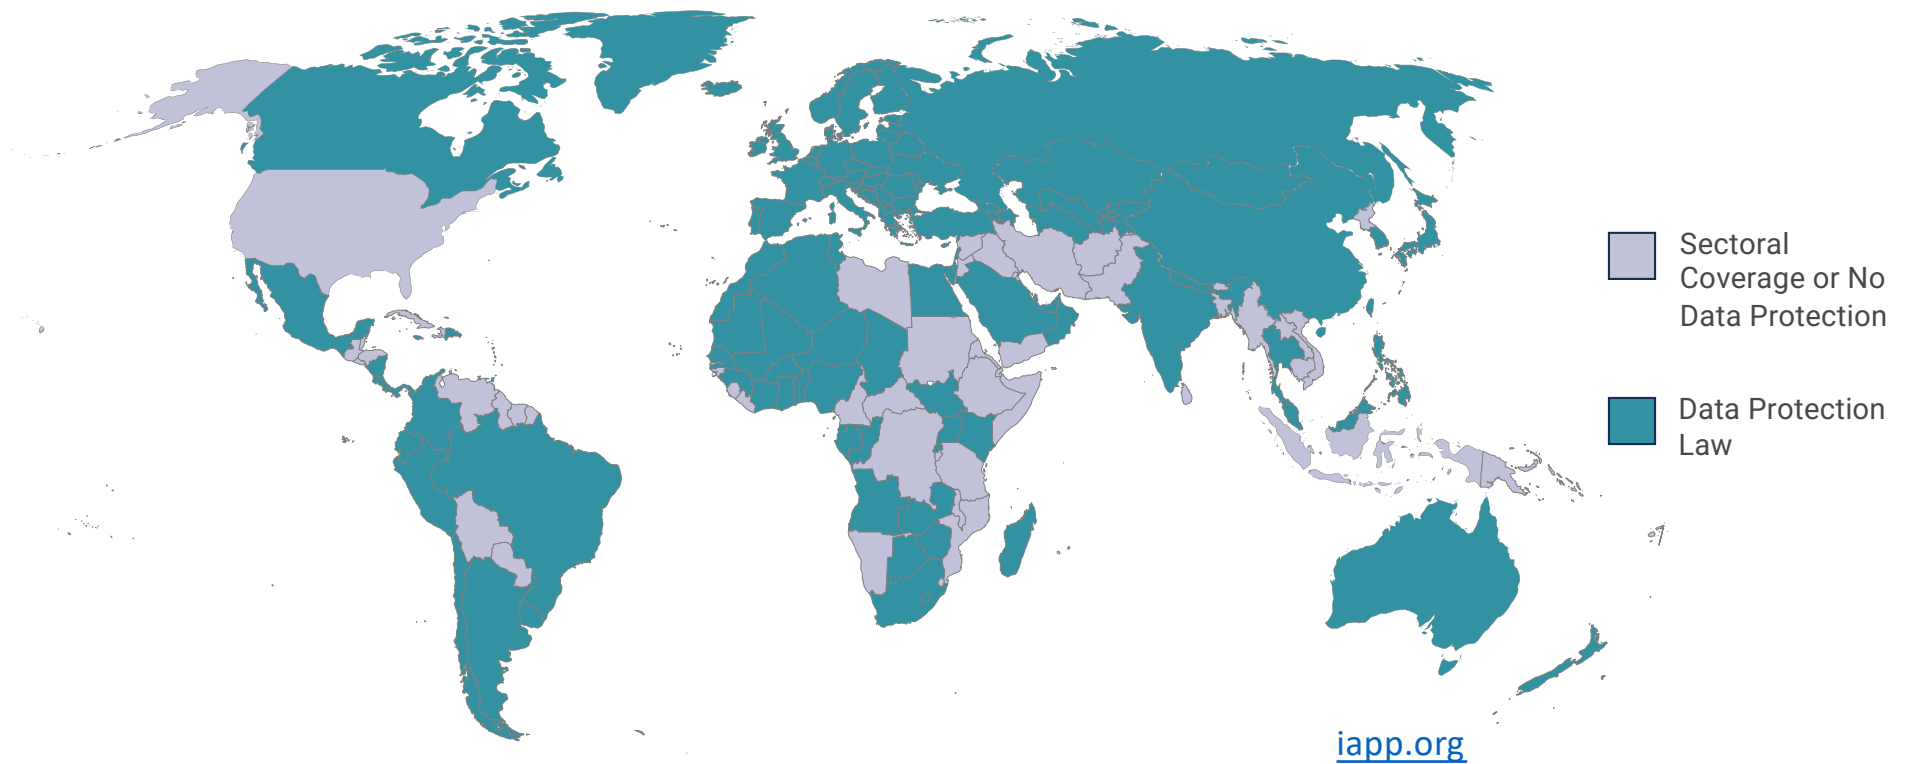 Sectoral
Coverage or No
Data Protection
Data Protection
Law
iapp.org